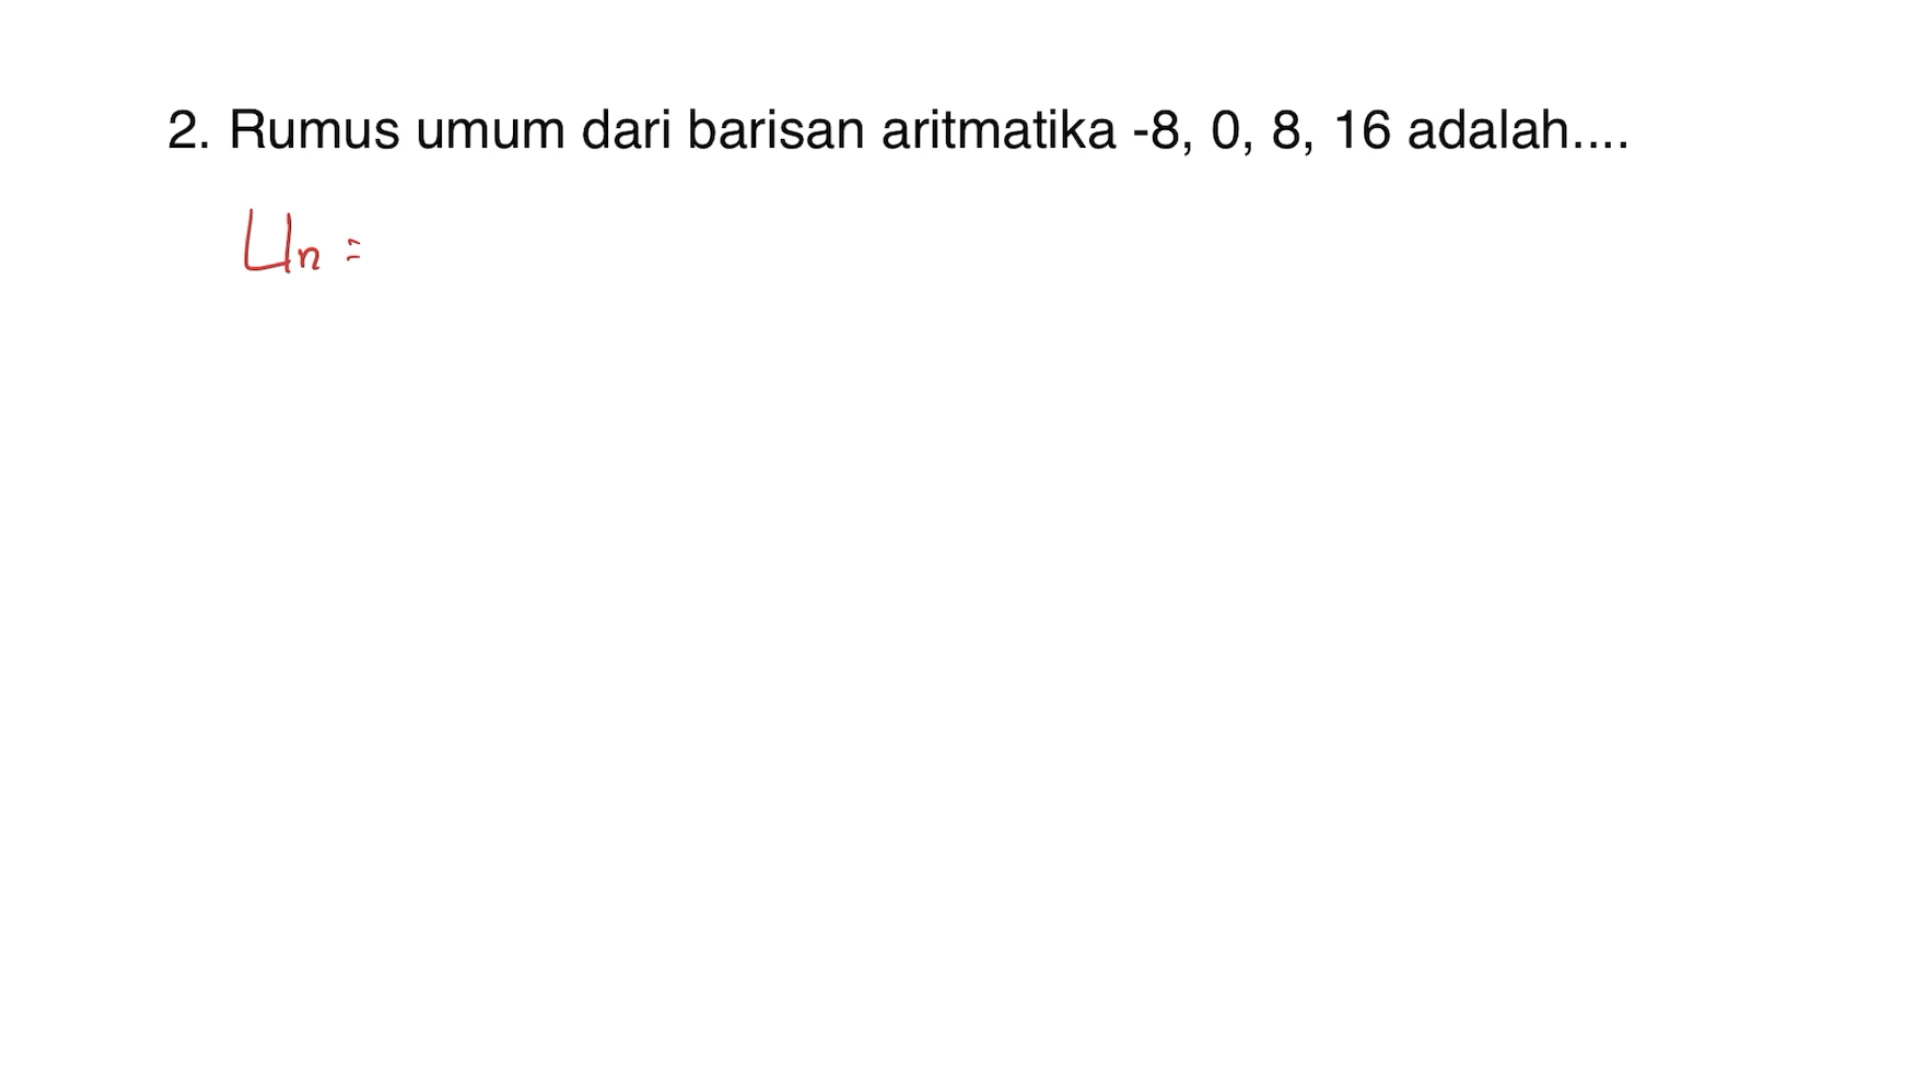 2. Rumus umum dari barisan aritmatika -8, 0, 8, 16 adalah....
Un =